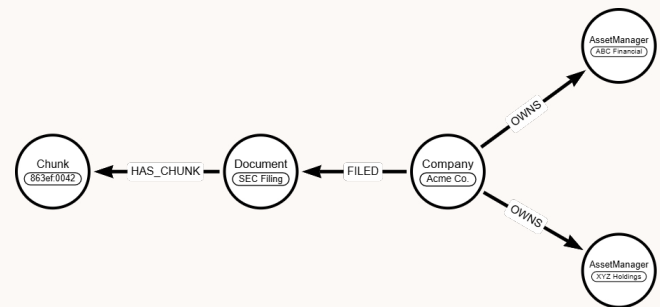 AssetManager
ABC Financial
OWNS
Chunk
863ef:0042
HAS_CHUNK
Document
SEC Filing
FILED
Company
Acme Co.
OWNS
AssetManager
XYZ Holdings